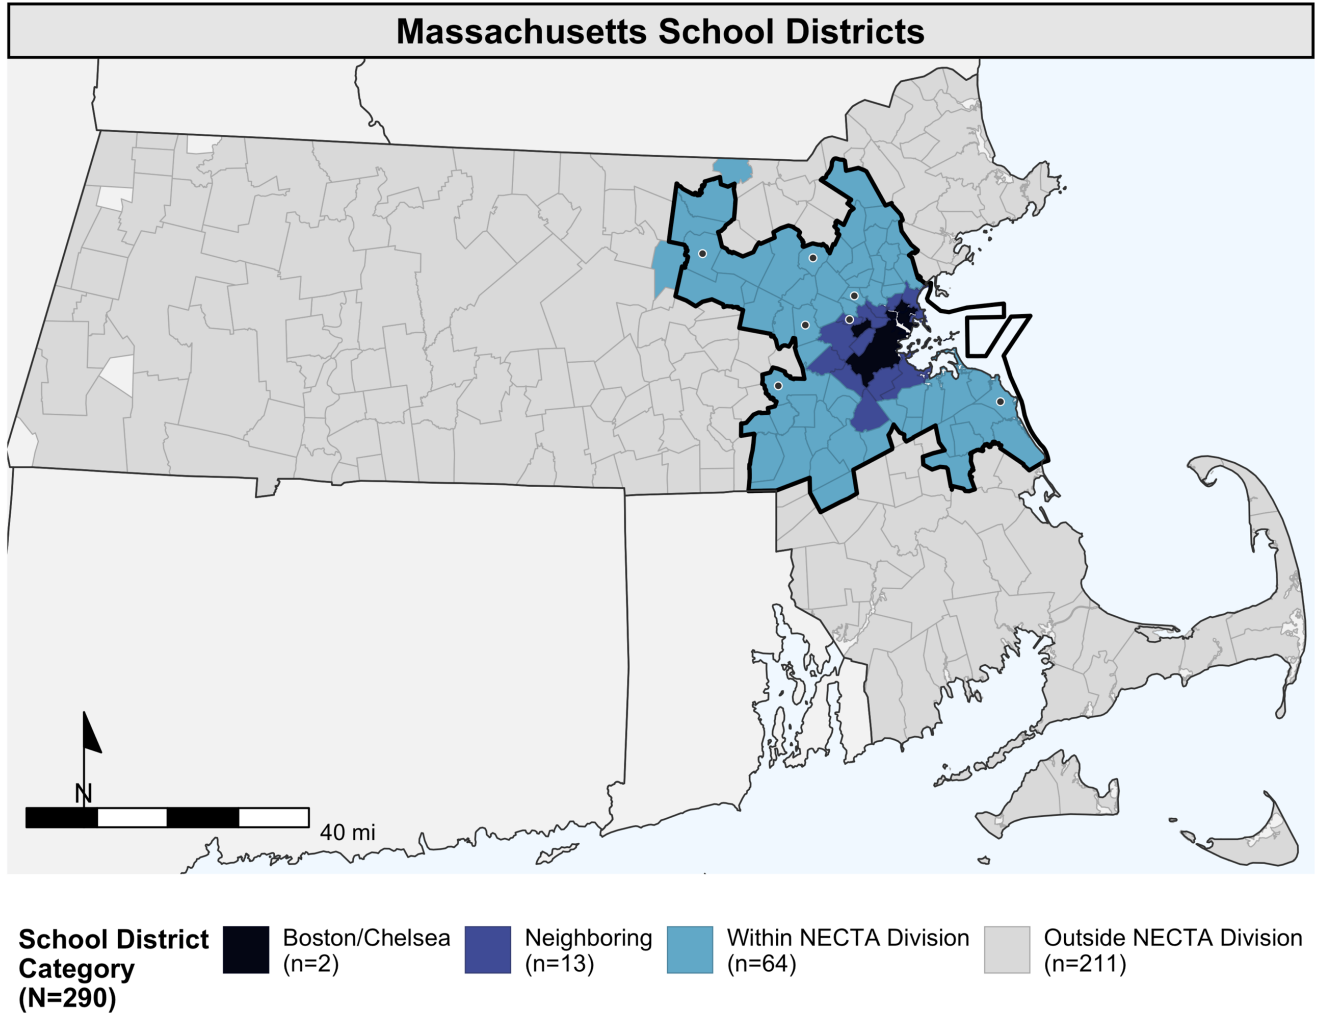 Massachusetts School Districts
N
40 mi
School District
Category
(N=290)
Boston/Chelsea
(n=2)
Neighboring
(n=13)
Within NECTA Division
(n=64)
Outside NECTA Division
(n=211)